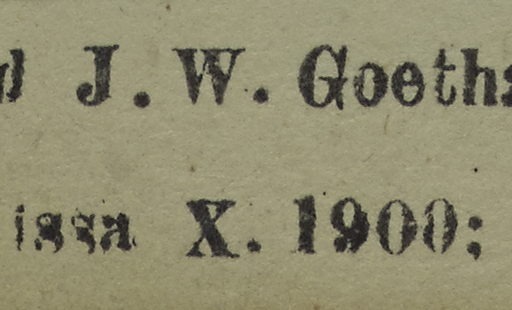 J. W. Goeth
issa X. 1900;